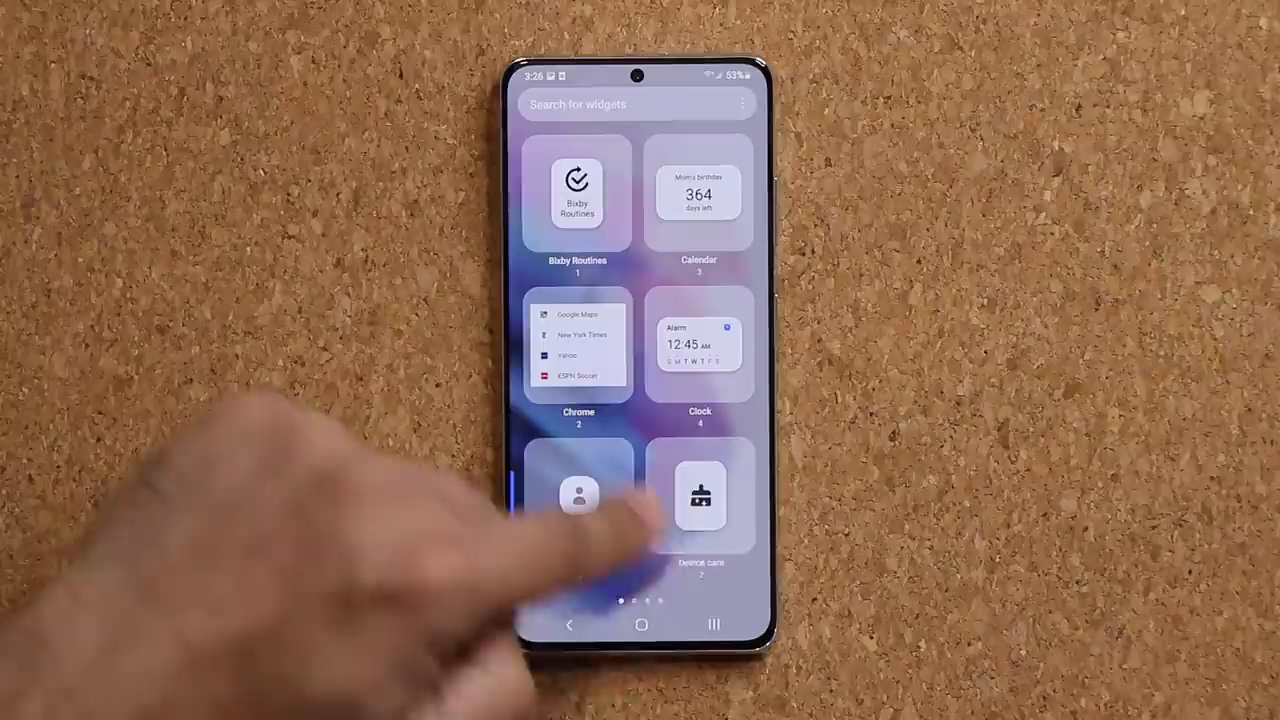 3:26
53%
Search for widgets
Bixby
Routines
Bixby Routines
1
Mom's birthday
364
days left
Calendar
3
Google Maps
New York Times
Yahoo
ESPN Soccer
Chrome
2
Alarm
12:45 AM
S M T W T F S
Clock
4
Device care
2